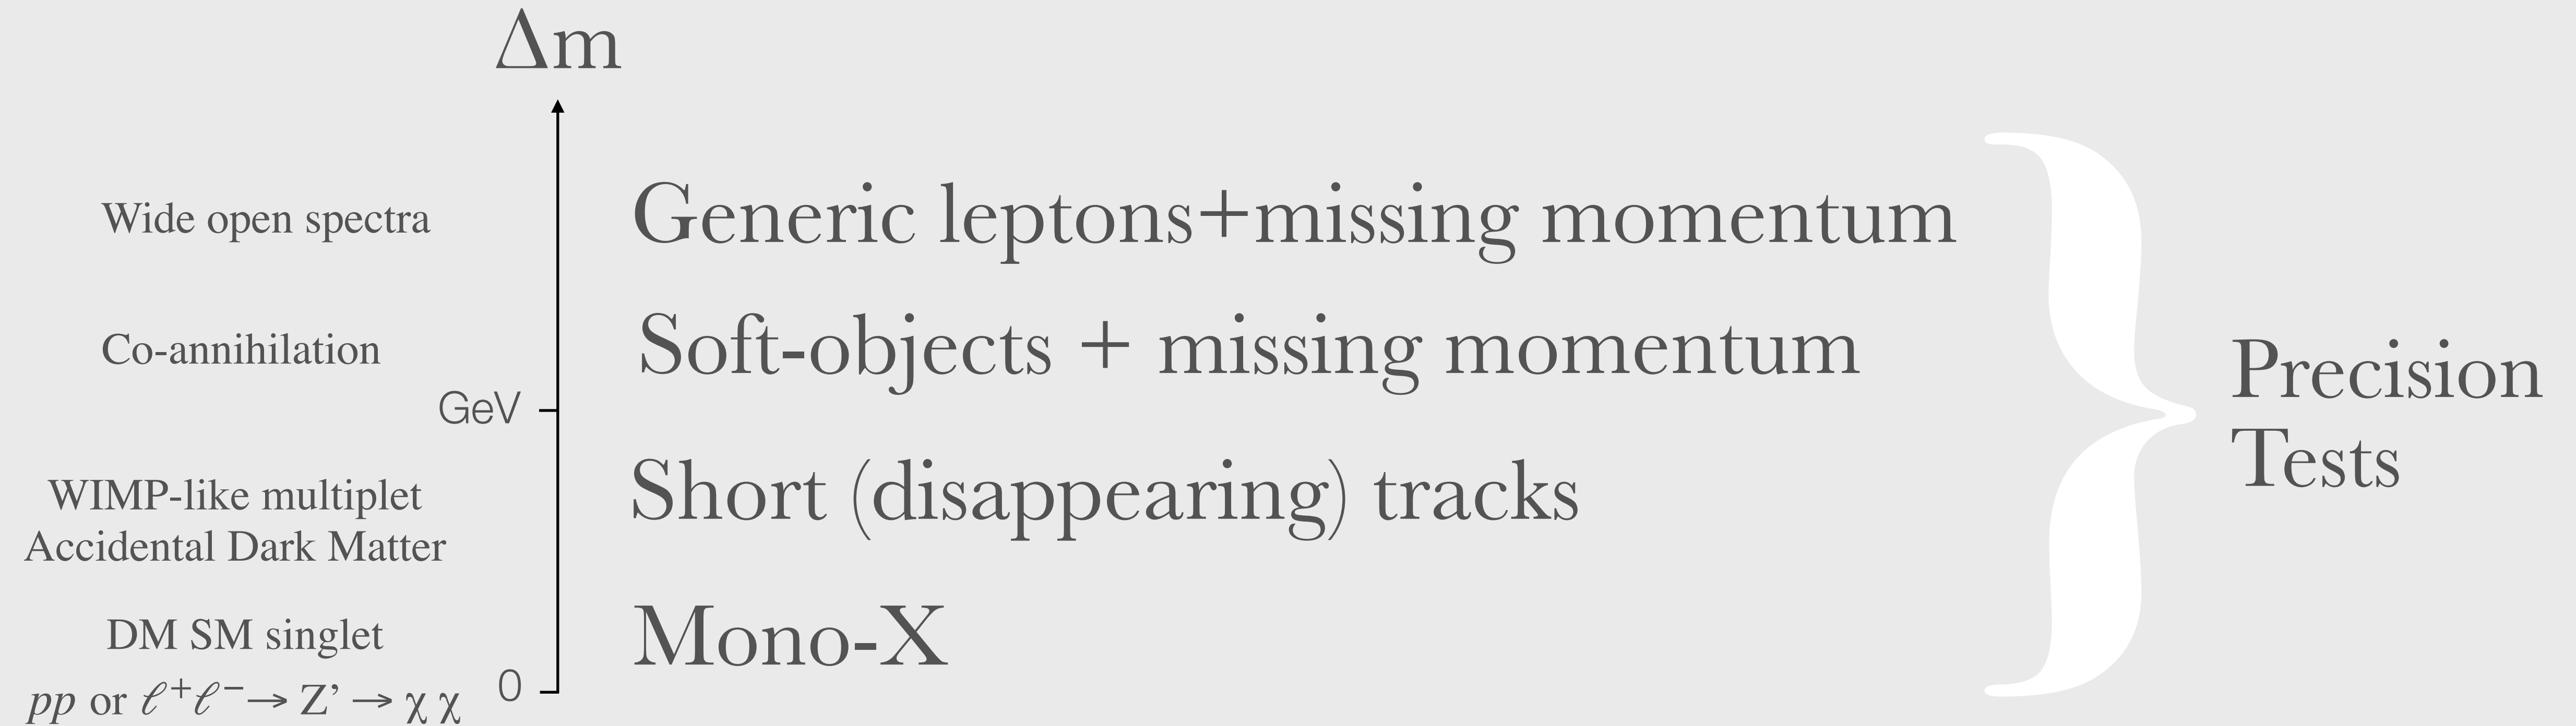 Δm
Wide open spectra
Generic leptons+missing momentum
Co-annihilation
Soft-objects + missing momentum
GeV
Precision
Tests
WIMP-like multiplet
Accidental Dark Matter
Short (disappearing) tracks
DM SM singlet
Mono-X
pp or ℓ⁺ℓ⁻→ Z’ → χ χ
0